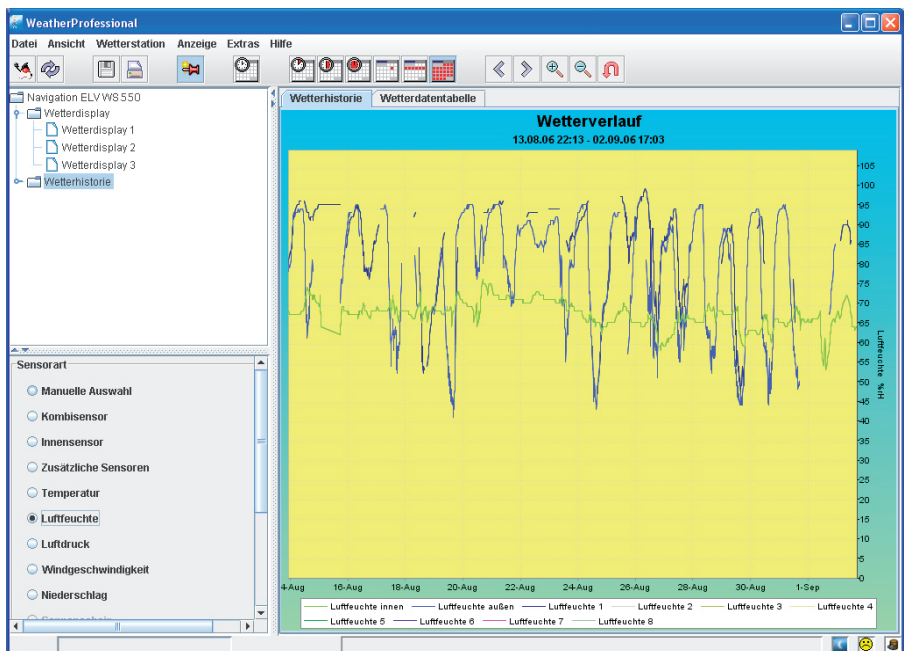 WeatherProfessional
Datei Ansicht Wetterstation Anzeige Extras Hilfe
Navigation ELV WS 550
Wetterdisplay
Wetterdisplay 1
Wetterdisplay 2
Wetterdisplay 3
Wetterhistorie
Sensorart
Manuelle Auswahl
Kombisensor
Innensensor
Zusätzliche Sensoren
Temperatur
Luftfeuchte
Luftdruck
Windgeschwindigkeit
Niederschlag
Wetterhistorie Wetterdatentabelle
Wetterverlauf
13.08.06 22:13 - 02.09.06 17:03
105
100
95
90
85
80
75
70
65
60
55
50
45
40
35
30
25
20
15
10
5
0
Luftfeuchte %rH
4-Aug 16-Aug 18-Aug 20-Aug 22-Aug 24-Aug 26-Aug 28-Aug 30-Aug 1-Sep
Luftfeuchte innen Luftfeuchte außen Luftfeuchte 1 Luftfeuchte 2 Luftfeuchte 3 Luftfeuchte 4
Luftfeuchte 5 Luftfeuchte 6 Luftfeuchte 7 Luftfeuchte 8